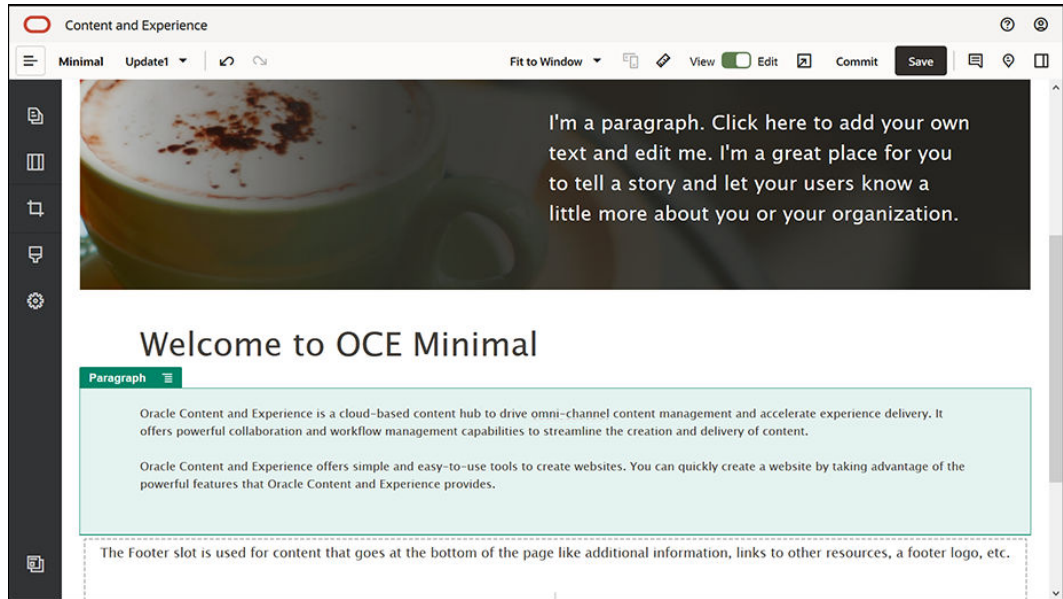 Content and Experience
Minimal Update1 Fit to Window View Edit Commit Save
I'm a paragraph. Click here to add your own
text and edit me. I'm a great place for you
to tell a story and let your users know a
little more about you or your organization.
Welcome to OCE Minimal
Paragraph
Oracle Content and Experience is a cloud-based content hub to drive omni-channel content management and accelerate experience delivery. It
offers powerful collaboration and workflow management capabilities to streamline the creation and delivery of content.
Oracle Content and Experience offers simple and easy-to-use tools to create websites. You can quickly create a website by taking advantage of the
powerful features that Oracle Content and Experience provides.
The Footer slot is used for content that goes at the bottom of the page like additional information, links to other resources, a footer logo, etc.